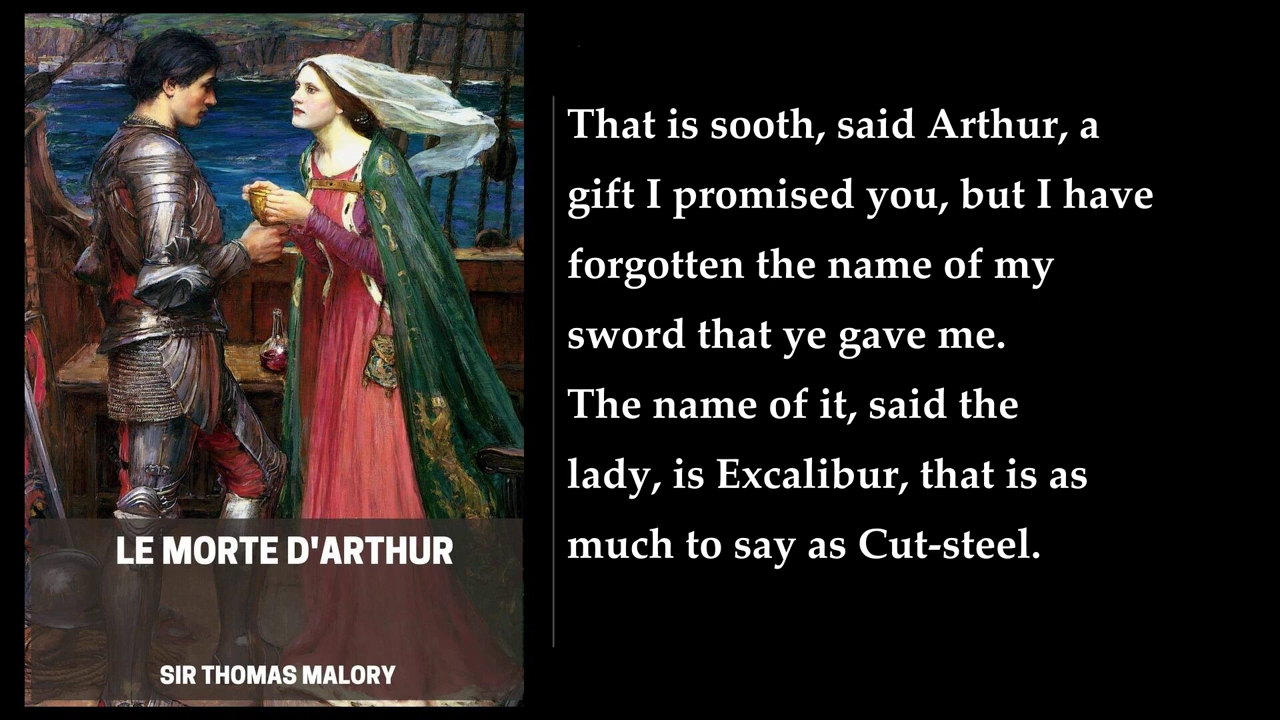 LE MORTE D'ARTHUR
SIR THOMAS MALORY
That is sooth, said Arthur, a
gift I promised you, but I have
forgotten the name of my
sword that ye gave me.
The name of it, said the
lady, is Excalibur, that is as
much to say as Cut-steel.